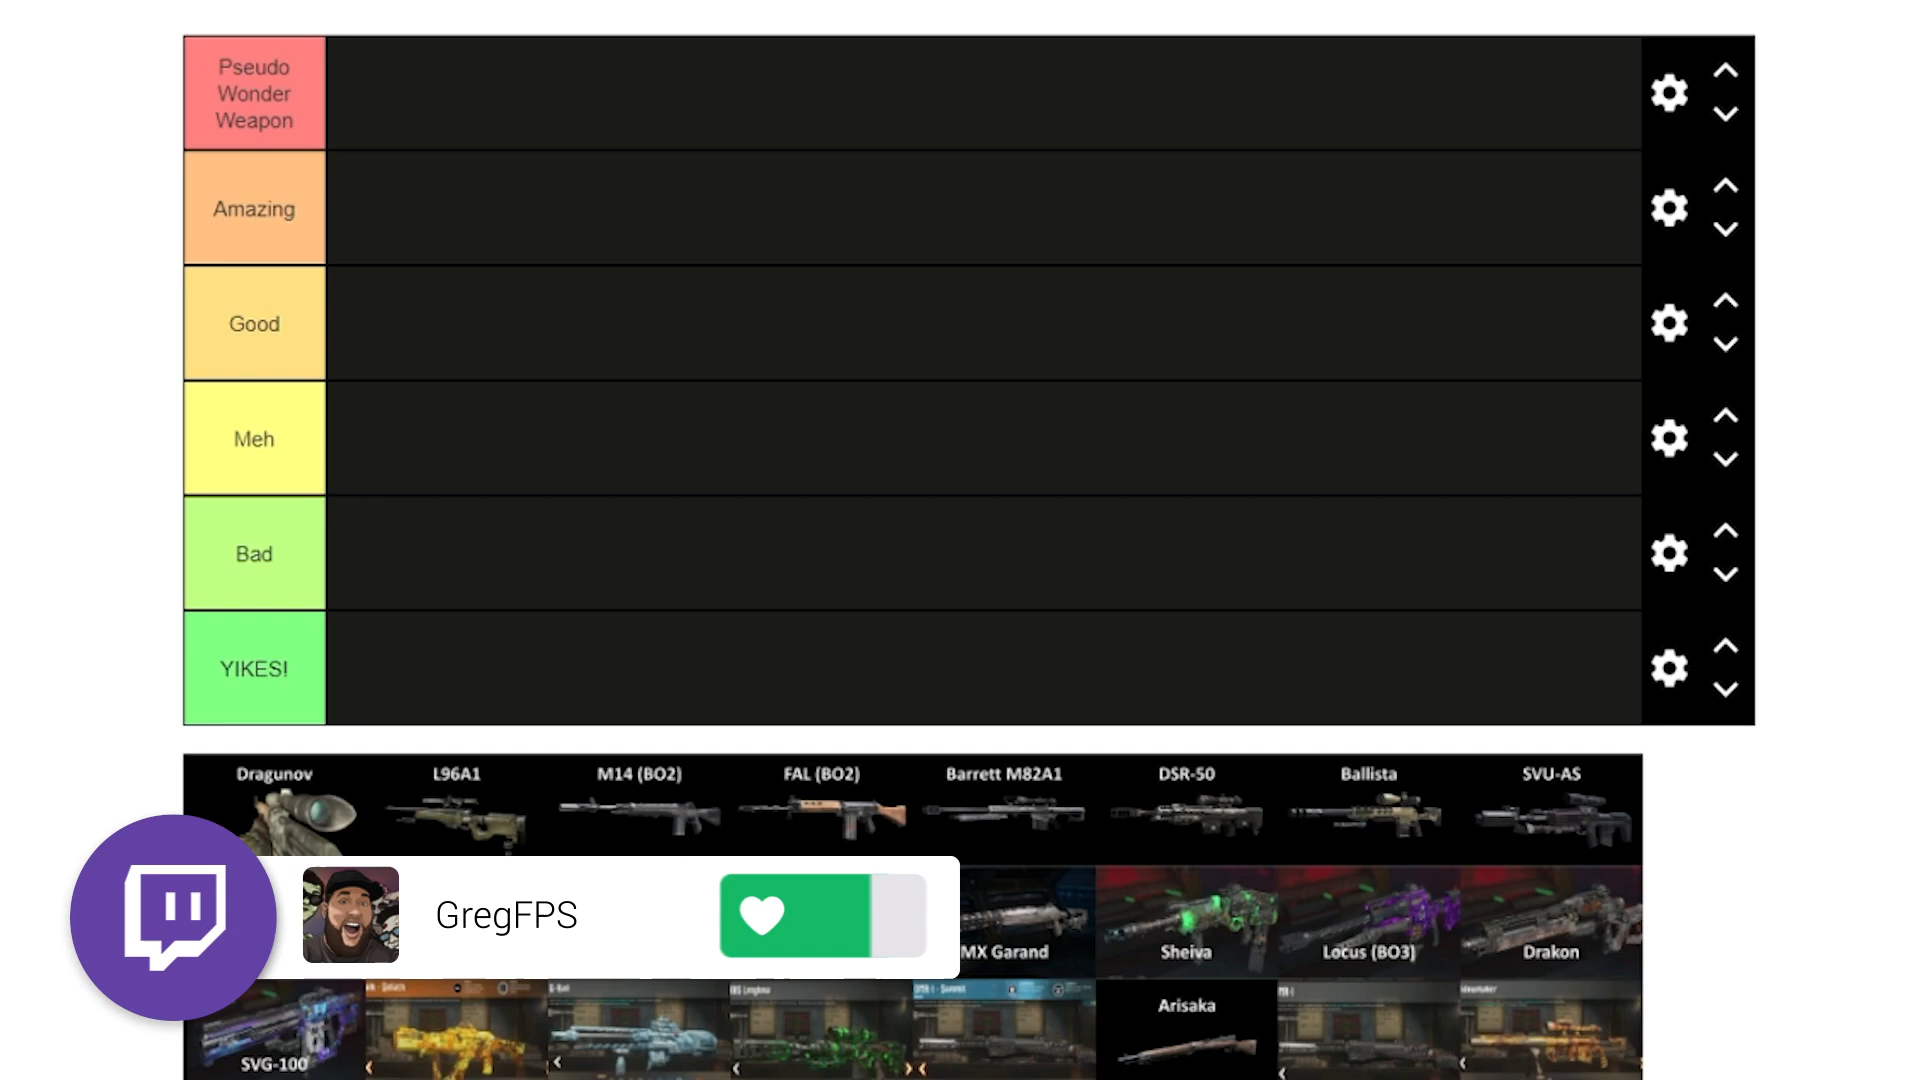 Pseudo
Wonder
Weapon
Amazing
Good
Meh
Bad
YIKES!
Dragunov L96A1 M14 (BO2) FAL (BO2) Barrett M82A1 DSR-50 Ballista SVU-AS
GregFPS
MX Garand Sheiva Locus (BO3) Drakon
Arisaka
SVG-100